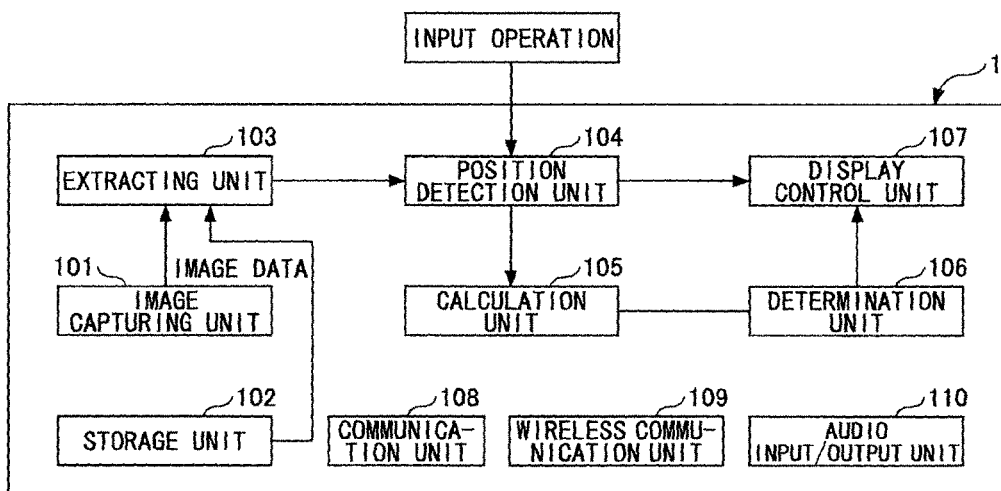 INPUT OPERATION
1
103
EXTRACTING UNIT
104
POSITION
DETECTION UNIT
107
DISPLAY
CONTROL UNIT
IMAGE DATA
101
IMAGE
CAPTURING UNIT
105
CALCULATION
UNIT
106
DETERMINATION
UNIT
102
STORAGE UNIT
108
COMMUNICA-
TION UNIT
109
WIRELESS COMMU-
NICATION UNIT
110
AUDIO
INPUT/OUTPUT UNIT